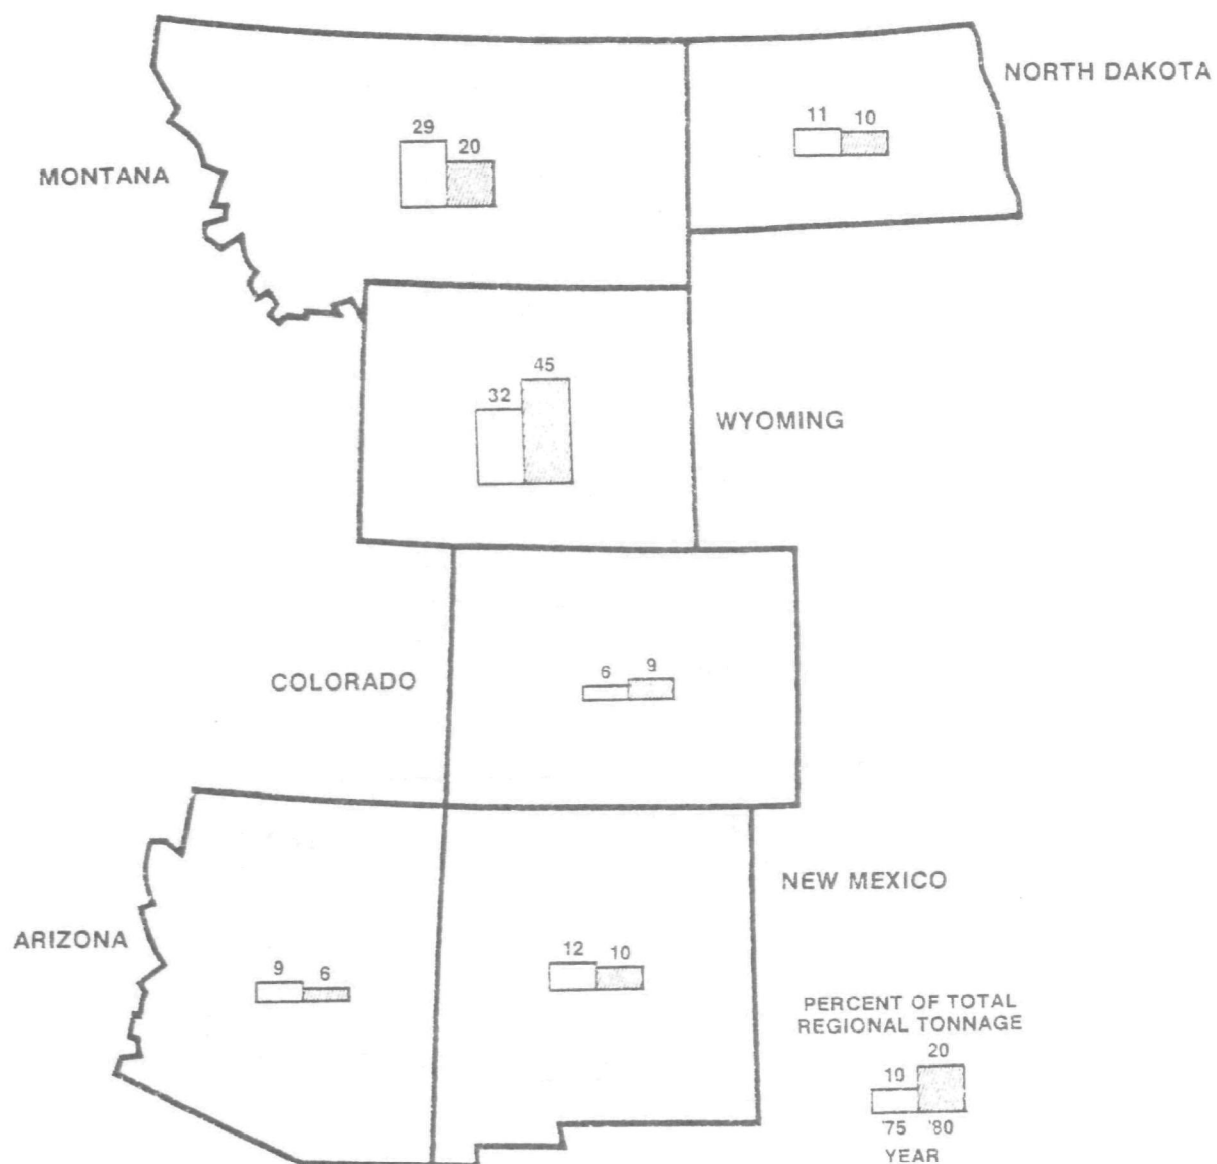 NORTH DAKOTA
11 10
29
20
MONTANA
45
32
WYOMING
6 9
COLORADO
NEW MEXICO
ARIZONA
9 6
12 10
PERCENT OF TOTAL
REGIONAL TONNAGE
20
10
'75 '80
YEAR